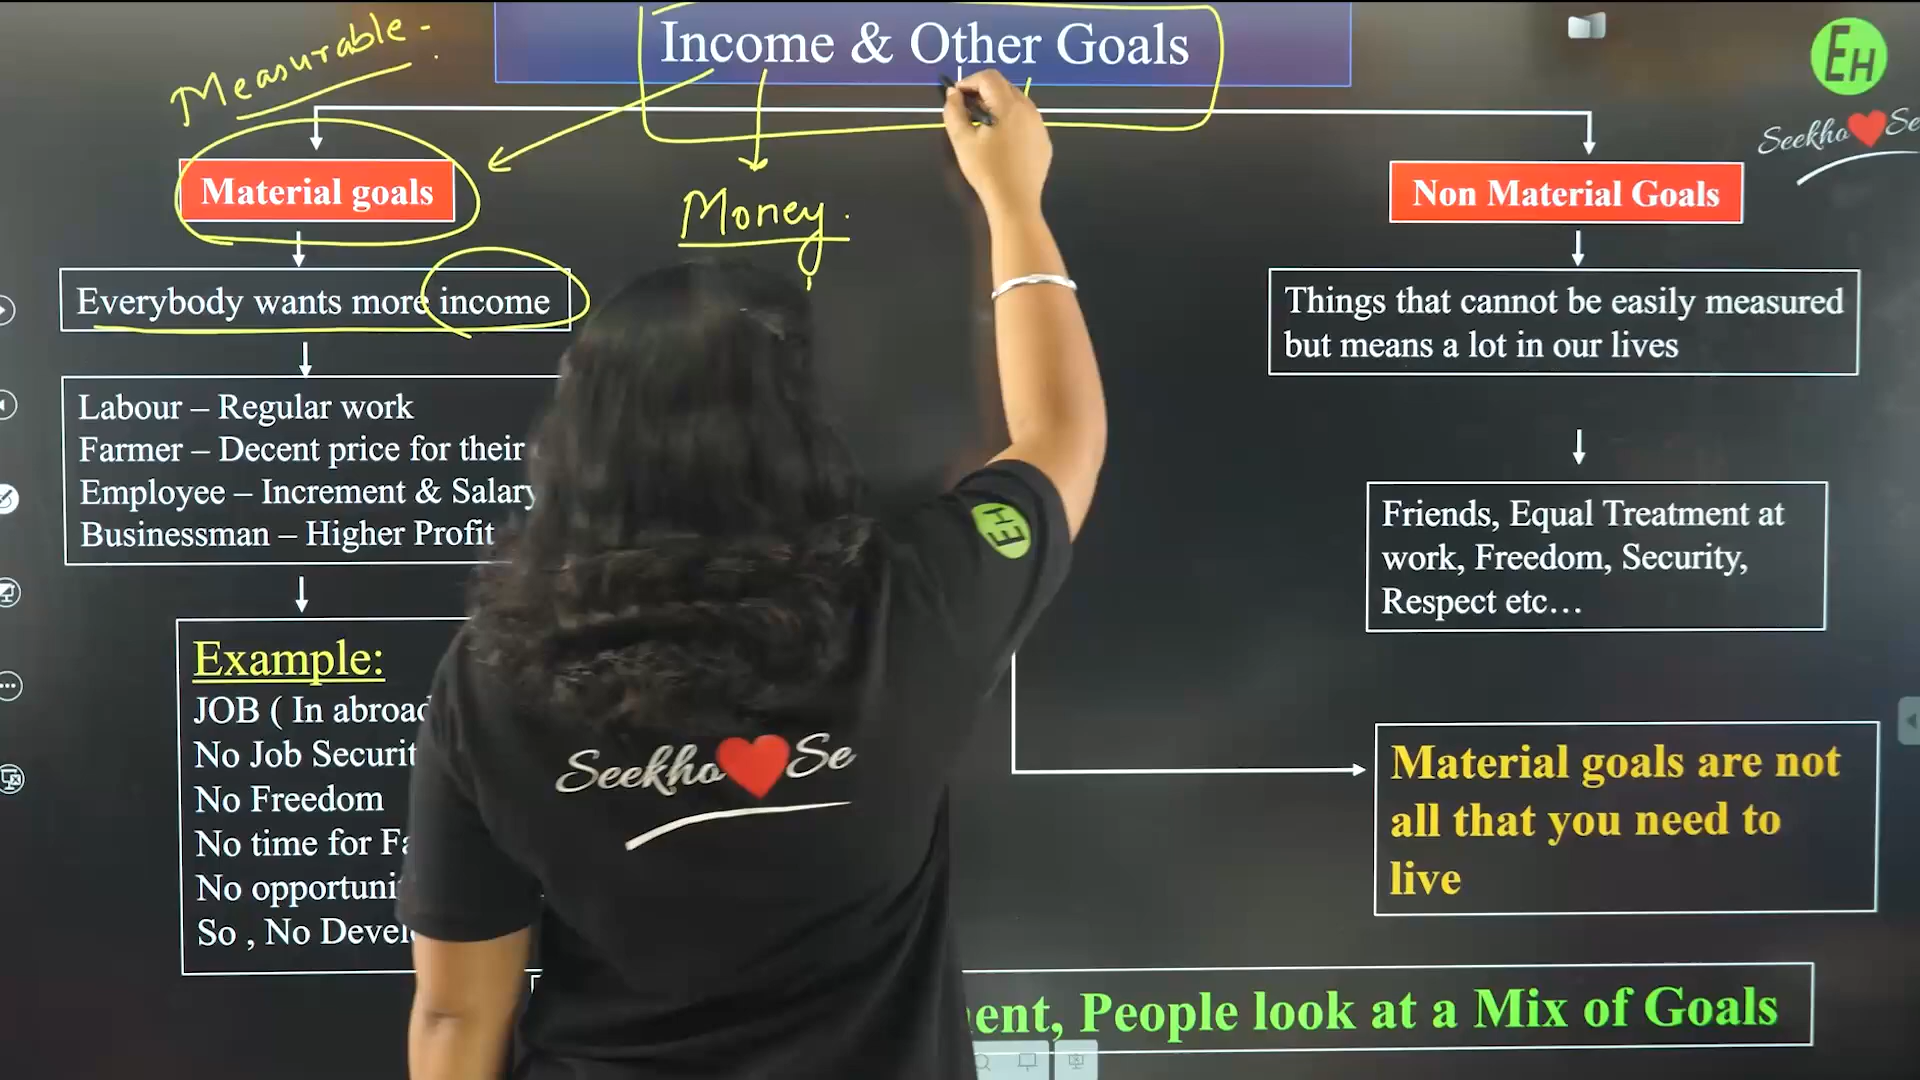 Income & Other Goals
Measurable
EH
Seekho Se
Material goals
Money.
Non Material Goals
Everybody wants more income
Things that cannot be easily measured
but means a lot in our lives
Labour – Regular work
Farmer – Decent price for their
Employee – Increment & Salary
Businessman – Higher Profit
Friends, Equal Treatment at
work, Freedom, Security,
Respect etc…
EH
Example:
JOB ( In abroad
No Job Securit
No Freedom
No time for Fa
No opportuni
So , No Devel
Seekho Se
Material goals are not
all that you need to
live
ent, People look at a Mix of Goals